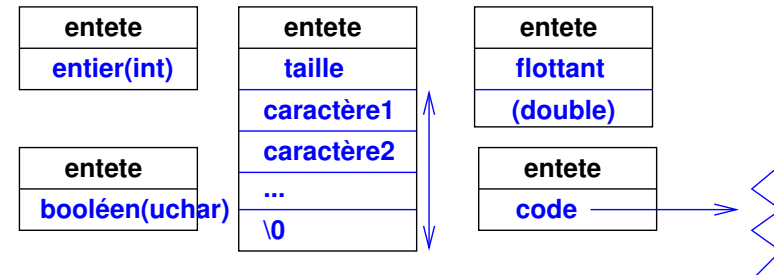 entete
entier(int)
entete
taille
caractère1
caractère2
...
\0
entete
flottant
(double)
entete
booléen(uchar)
entete
code